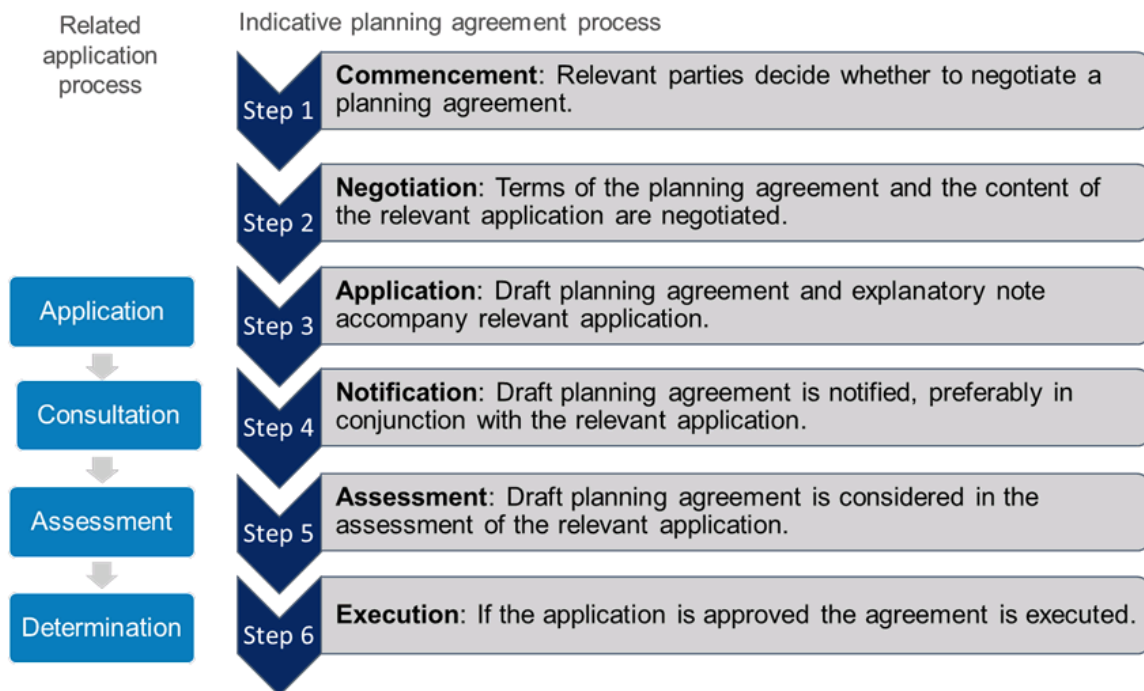 Related
application
process
Indicative planning agreement process
Step 1
Commencement: Relevant parties decide whether to negotiate a
planning agreement.
Step 2
Negotiation: Terms of the planning agreement and the content of
the relevant application are negotiated.
Application
Step 3
Application: Draft planning agreement and explanatory note
accompany relevant application.
Consultation
Step 4
Notification: Draft planning agreement is notified, preferably in
conjunction with the relevant application.
Assessment
Step 5
Assessment: Draft planning agreement is considered in the
assessment of the relevant application.
Determination
Step 6
Execution: If the application is approved the agreement is executed.